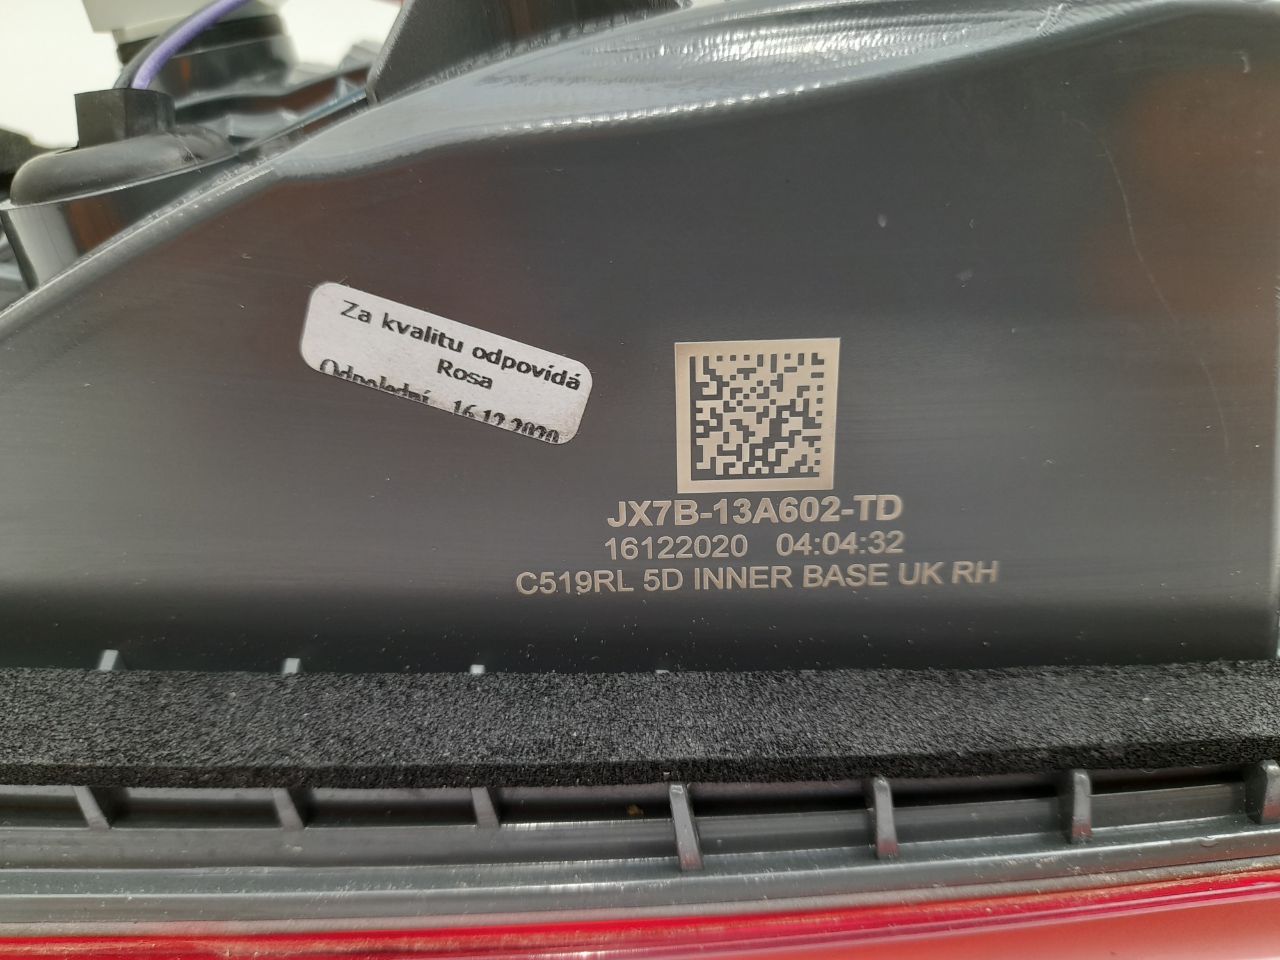 Za kvalitu odpovídá
Rosa
Odpolední 16.12.2020
JX7B-13A602-TD
16122020 04:04:32
C519RL 5D INNER BASE UK RH